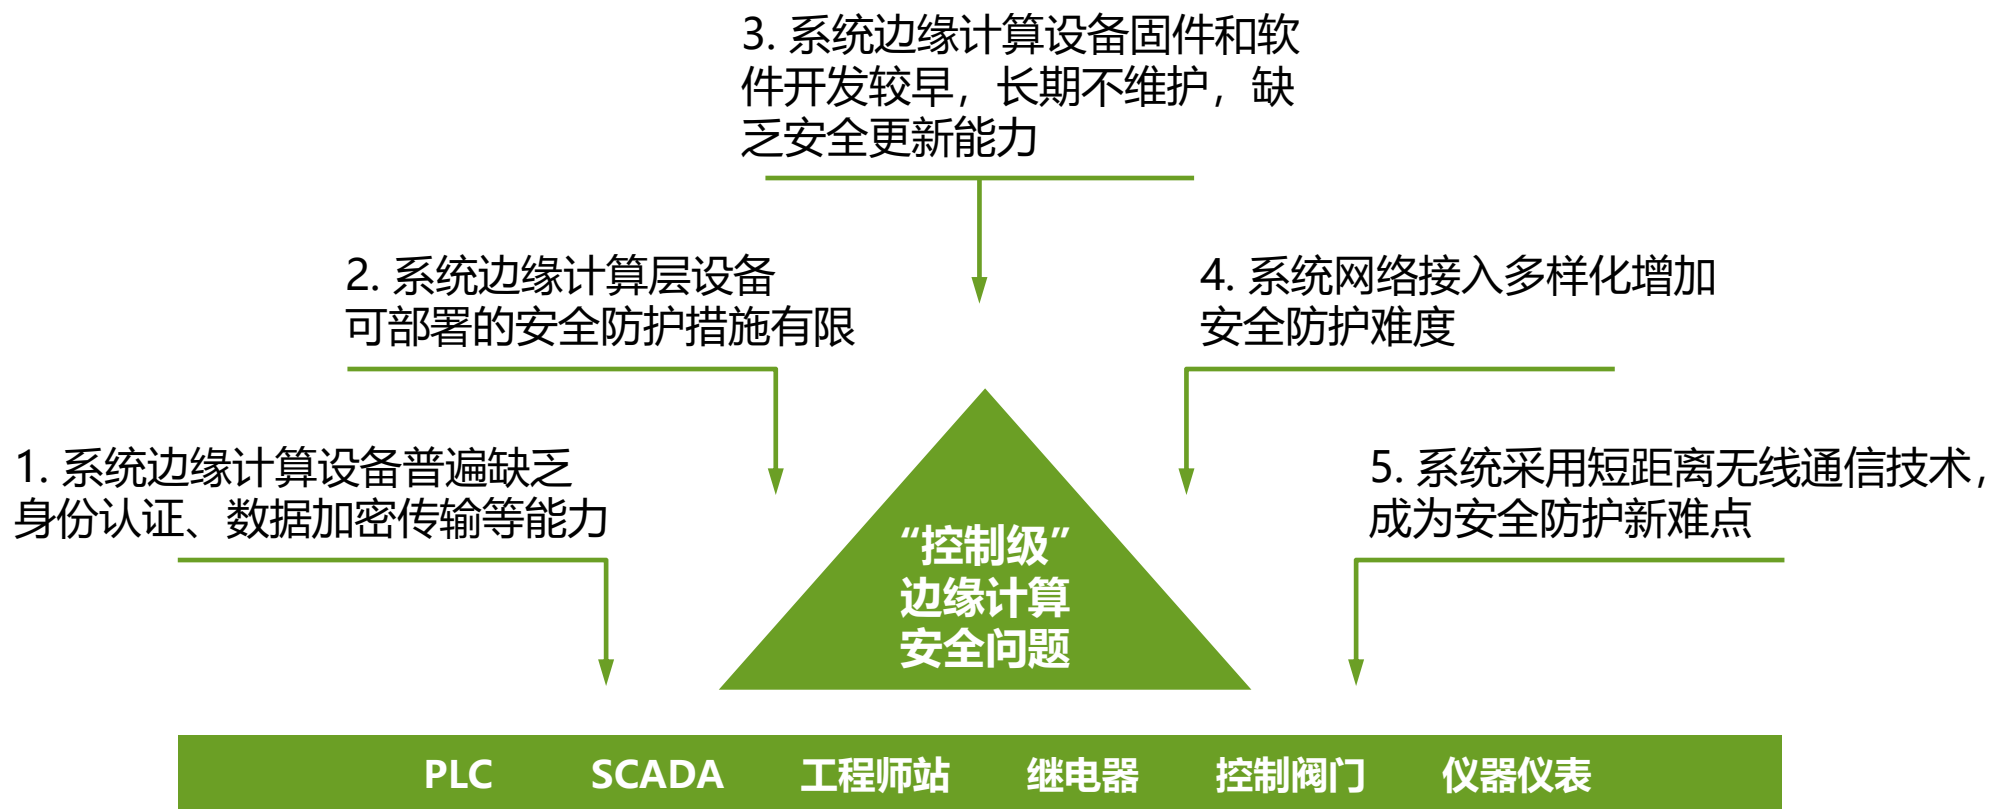 3. 系统边缘计算设备固件和软
件开发较早，长期不维护，缺
乏安全更新能力
2. 系统边缘计算层设备
可部署的安全防护措施有限
4. 系统网络接入多样化增加
安全防护难度
1. 系统边缘计算设备普遍缺乏
身份认证、数据加密传输等能力
5. 系统采用短距离无线通信技术，
成为安全防护新难点
“控制级”
边缘计算
安全问题
PLC SCADA 工程师站 继电器 控制阀门 仪器仪表